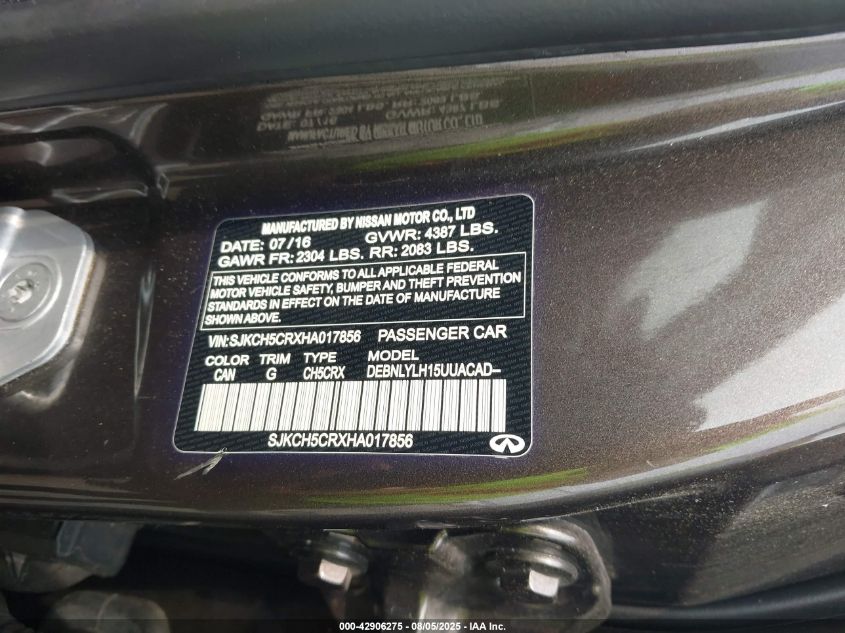 MANUFACTURED BY NISSAN MOTOR CO., LTD
DATE: 07/16 GVWR: 4387 LBS.
GAWR FR: 2304 LBS. RR: 2083 LBS.
THIS VEHICLE CONFORMS TO ALL APPLICABLE FEDERAL
MOTOR VEHICLE SAFETY, BUMPER AND THEFT PREVENTION
STANDARDS IN EFFECT ON THE DATE OF MANUFACTURE
SHOWN ABOVE.
VIN:SJKCH5CRXHA017856 PASSENGER CAR
COLOR TRIM TYPE MODEL
CAN G CH5CRX DEBNLYLH15UUACAD–
SJKCH5CRXHA017856
000-42906275 - 08/05/2025 - IAA Inc.